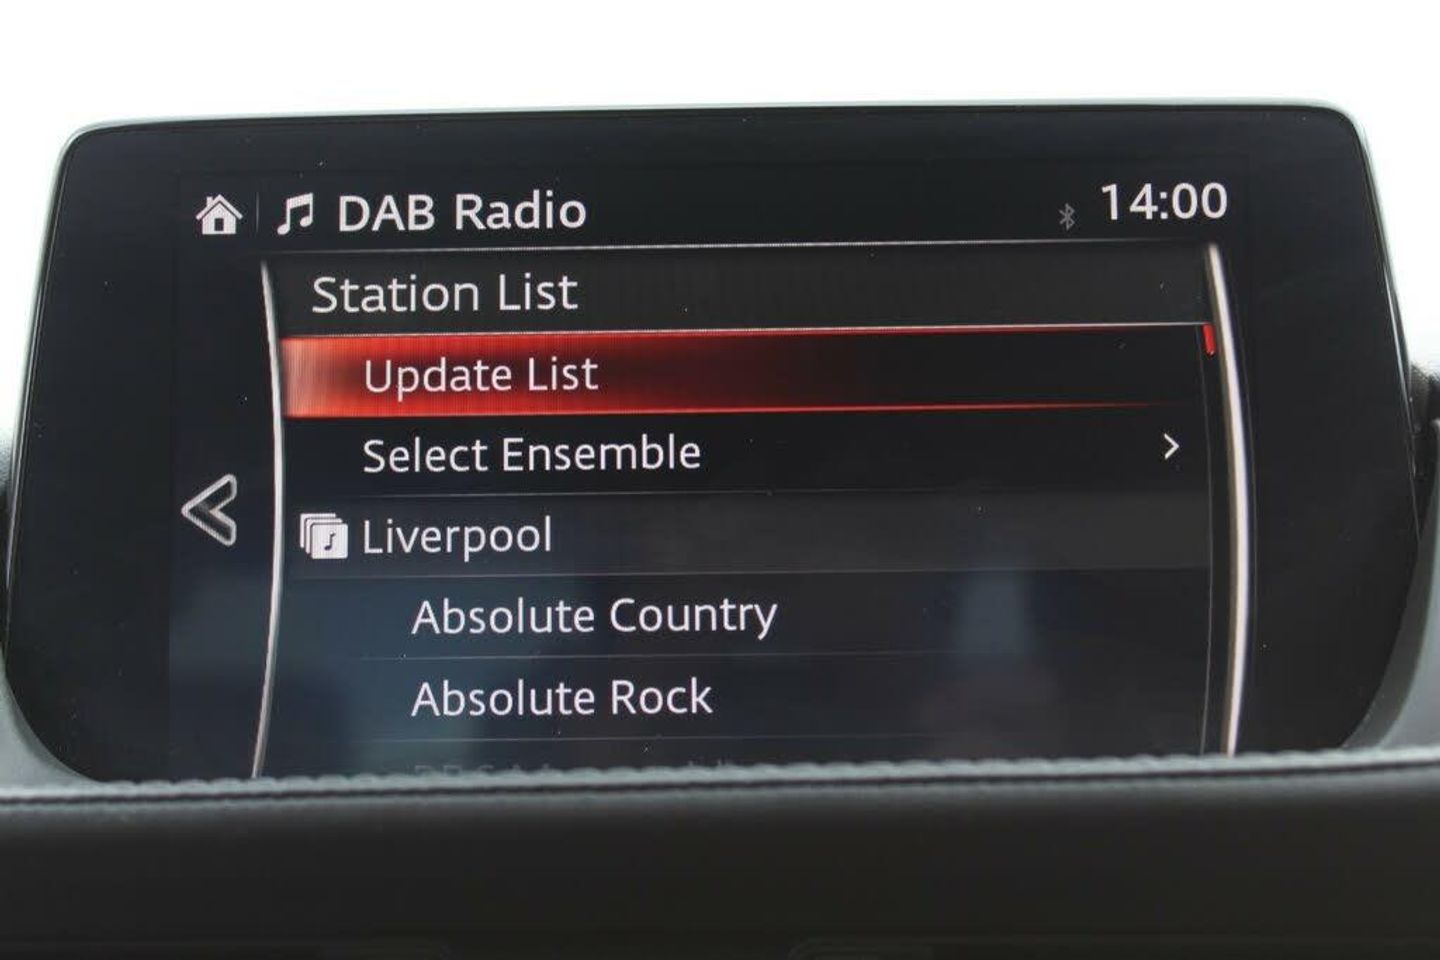 DAB Radio
14:00
Station List
Update List
Select Ensemble
Liverpool
Absolute Country
Absolute Rock